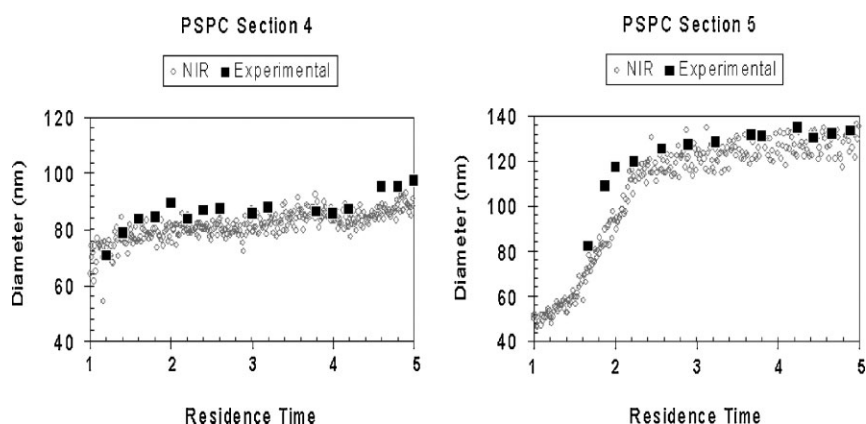 PSPC Section 4
NIR Experimental
120
100
80
60
40
Diameter (nm)
1 2 3 4 5
Residence Time
PSPC Section 5
NIR Experimental
140
120
100
80
60
40
Diameter (nm)
1 2 3 4 5
Residence Time